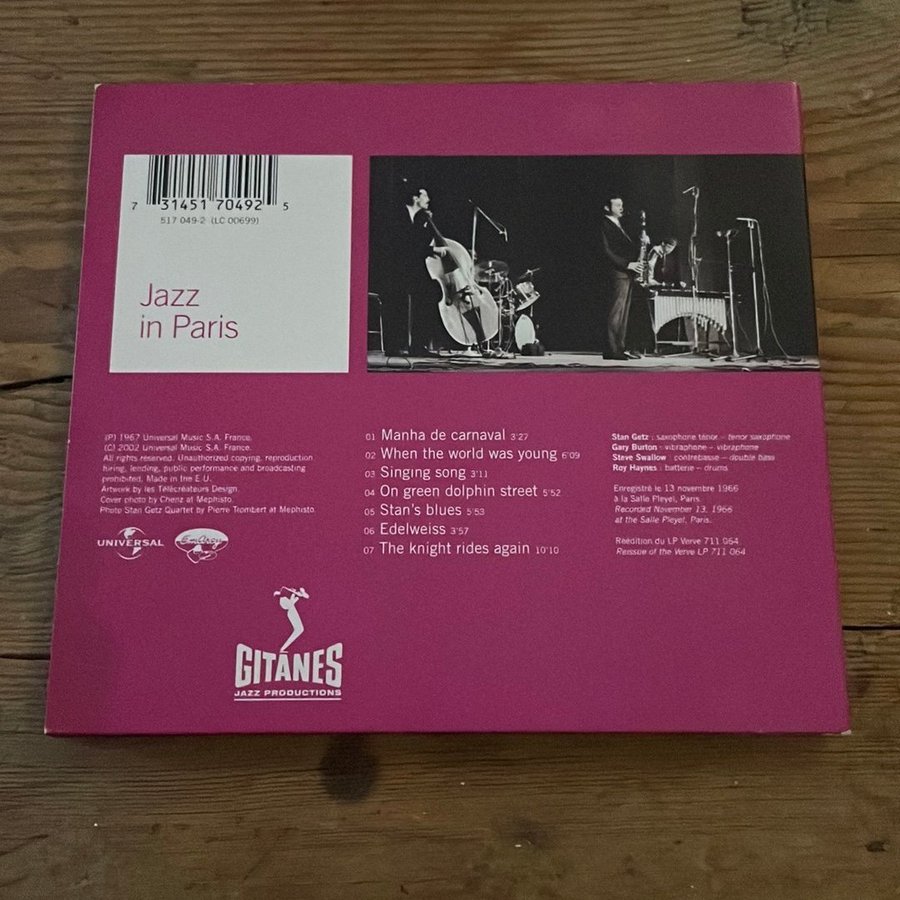 7 31451 70492 5
517 049-2 (LC 00699)
Jazz
in Paris
(P) 1967 Universal Music S.A. France.
(C) 2002 Universal Music S.A. France.
All rights reserved. Unauthorized copying, reproduction,
hiring, lending, public performance and broadcasting
prohibited. Made in the E.U.
Artwork by les Télécréateurs Design.
Cover photo by Chenz at Mephisto.
Photo Stan Getz Quartet by Pierre Trombert at Mephisto.
UNIVERSAL
EmArcy
GITANES
JAZZ PRODUCTIONS
01 Manha de carnaval 3'27
02 When the world was young 6'09
03 Singing song 3'11
04 On green dolphin street 5'52
05 Stan's blues 5'53
06 Edelweiss 3'57
07 The knight rides again 10'10
Stan Getz : saxophone ténor – tenor saxophone
Gary Burton : vibraphone – vibraphone
Steve Swallow : contrebasse – double bass
Roy Haynes : batterie – drums
Enregistré le 13 novembre 1966
à la Salle Pleyel, Paris.
Recorded November 13, 1966
at the Salle Pleyel, Paris.
Réédition du LP Verve 711 064
Reissue of the Verve LP 711 064